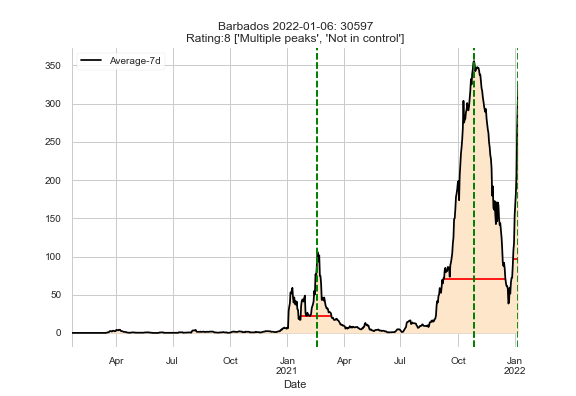 Barbados 2022-01-06: 30597
Rating:8 ['Multiple peaks', 'Not in control']
Average-7d
350
300
250
200
150
100
50
0
Apr
Jul
Oct
Jan
2021
Apr
Jul
Oct
Jan
2022
Date